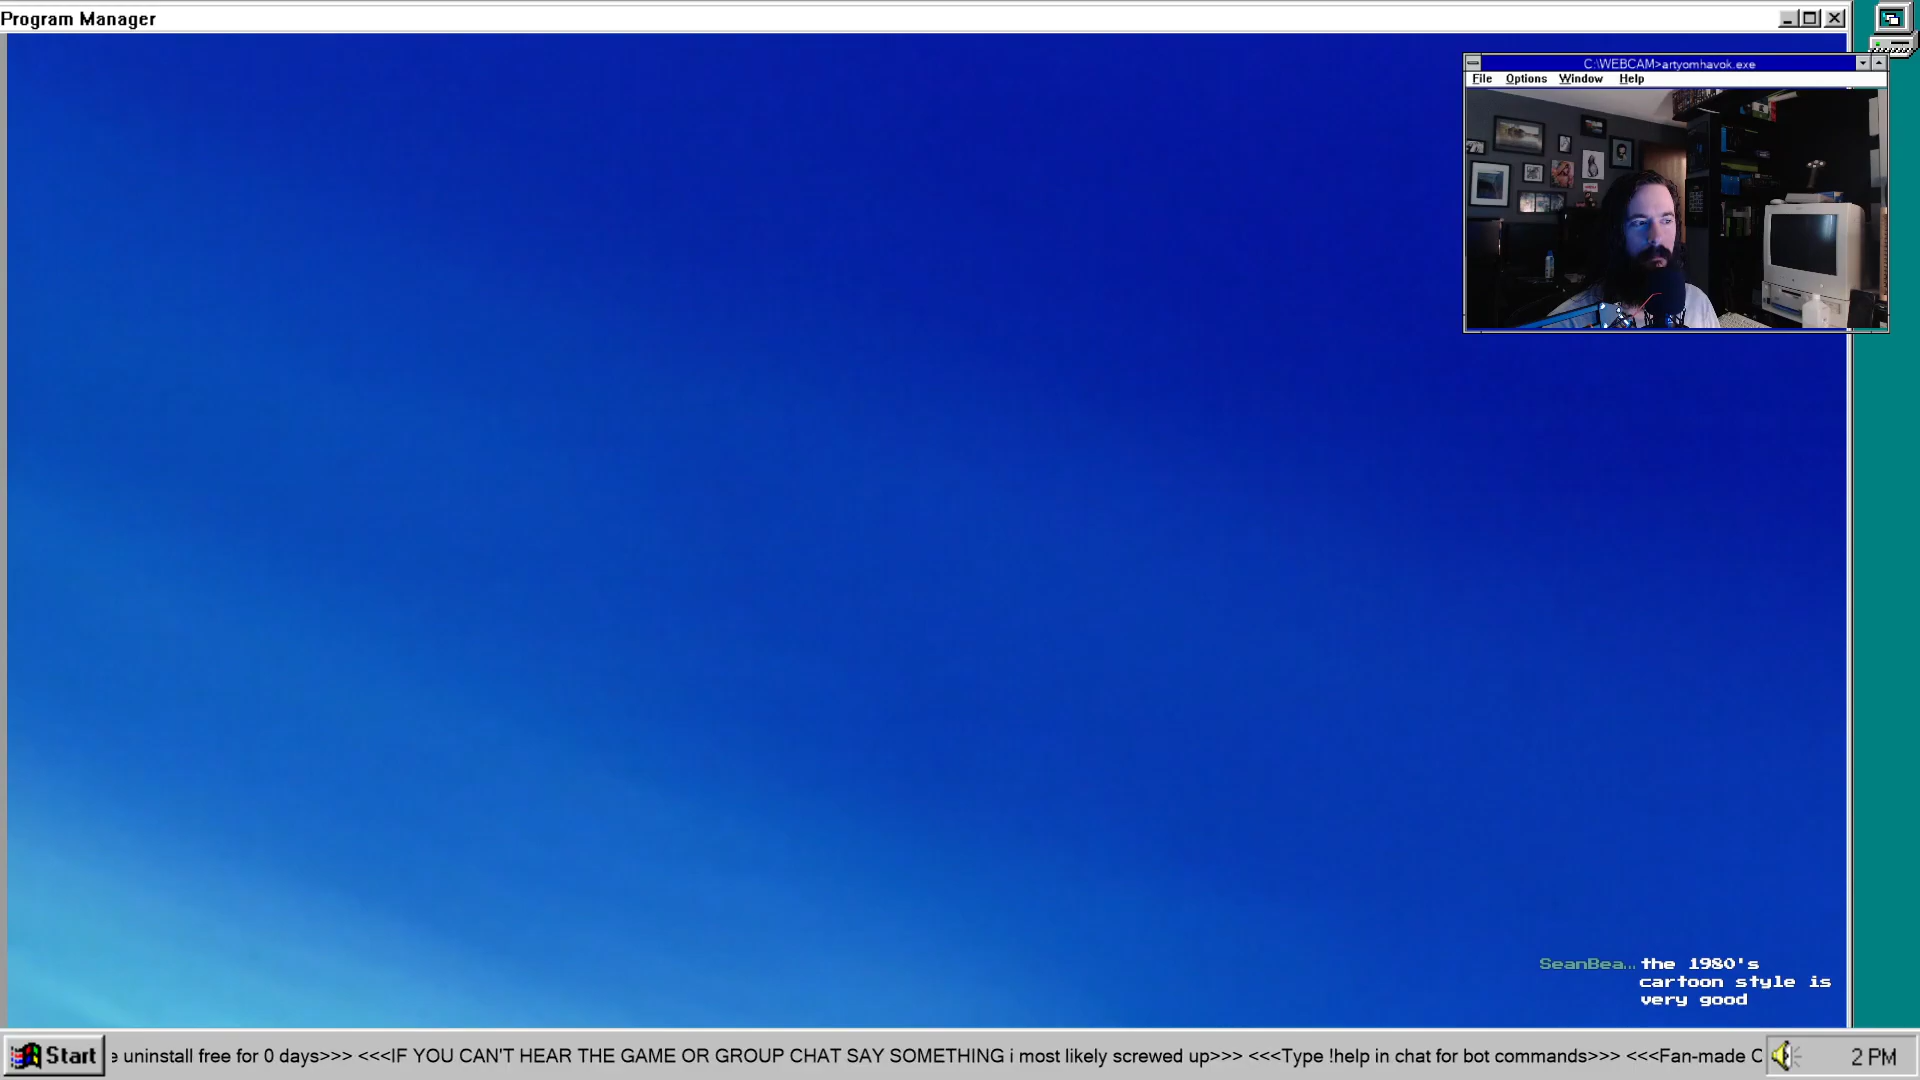 Program Manager
C:\WEBCAM>artyomhavok.exe
File Options Window Help
SeanBea... the 1980's
cartoon style is
very good
Start
e uninstall free for 0 days>>> <<<IF YOU CAN'T HEAR THE GAME OR GROUP CHAT SAY SOMETHING i most likely screwed up>>> <<<Type !help in chat for bot commands>>> <<<Fan-made C
2 PM